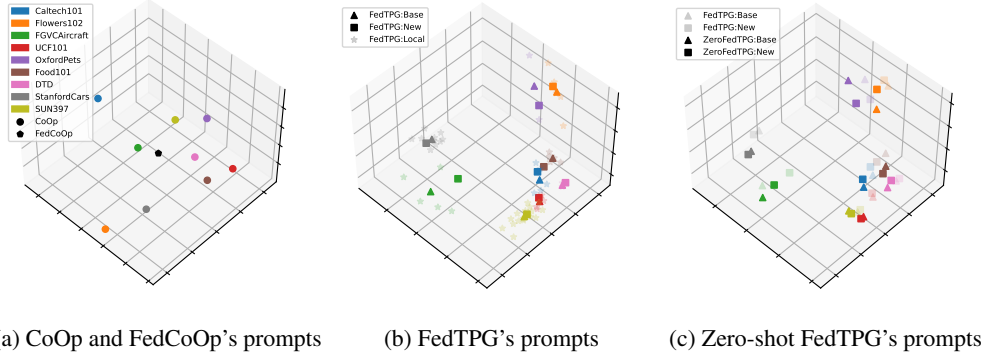 Caltech101
Flowers102
FGVCAircraft
UCF101
OxfordPets
Food101
DTD
StanfordCars
SUN397
CoOp
FedCoOp
FedTPG:Base
FedTPG:New
FedTPG:Local
FedTPG:Base
FedTPG:New
ZeroFedTPG:Base
ZeroFedTPG:New
a) CoOp and FedCoOp's prompts
(b) FedTPG's prompts
(c) Zero-shot FedTPG's prompts